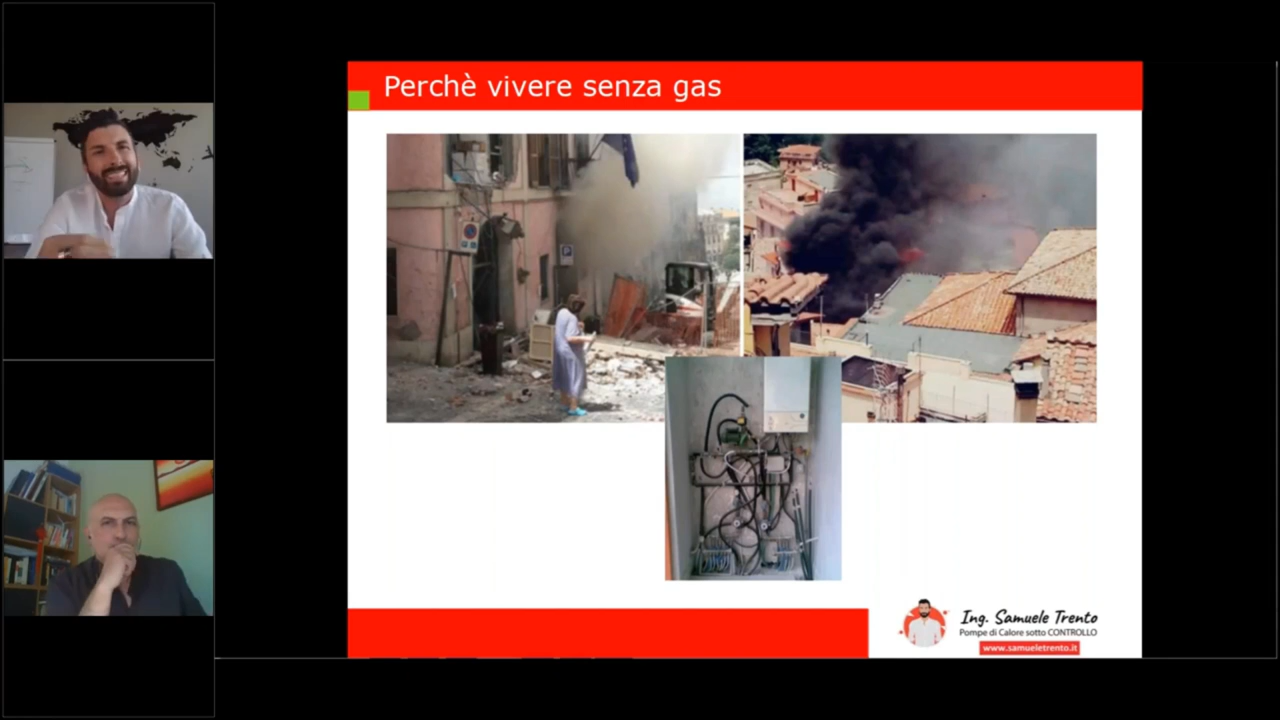 Perchè vivere senza gas
P
Ing. Samuele Trento
Pompe di Calore sotto CONTROLLO
www.samueletrento.it